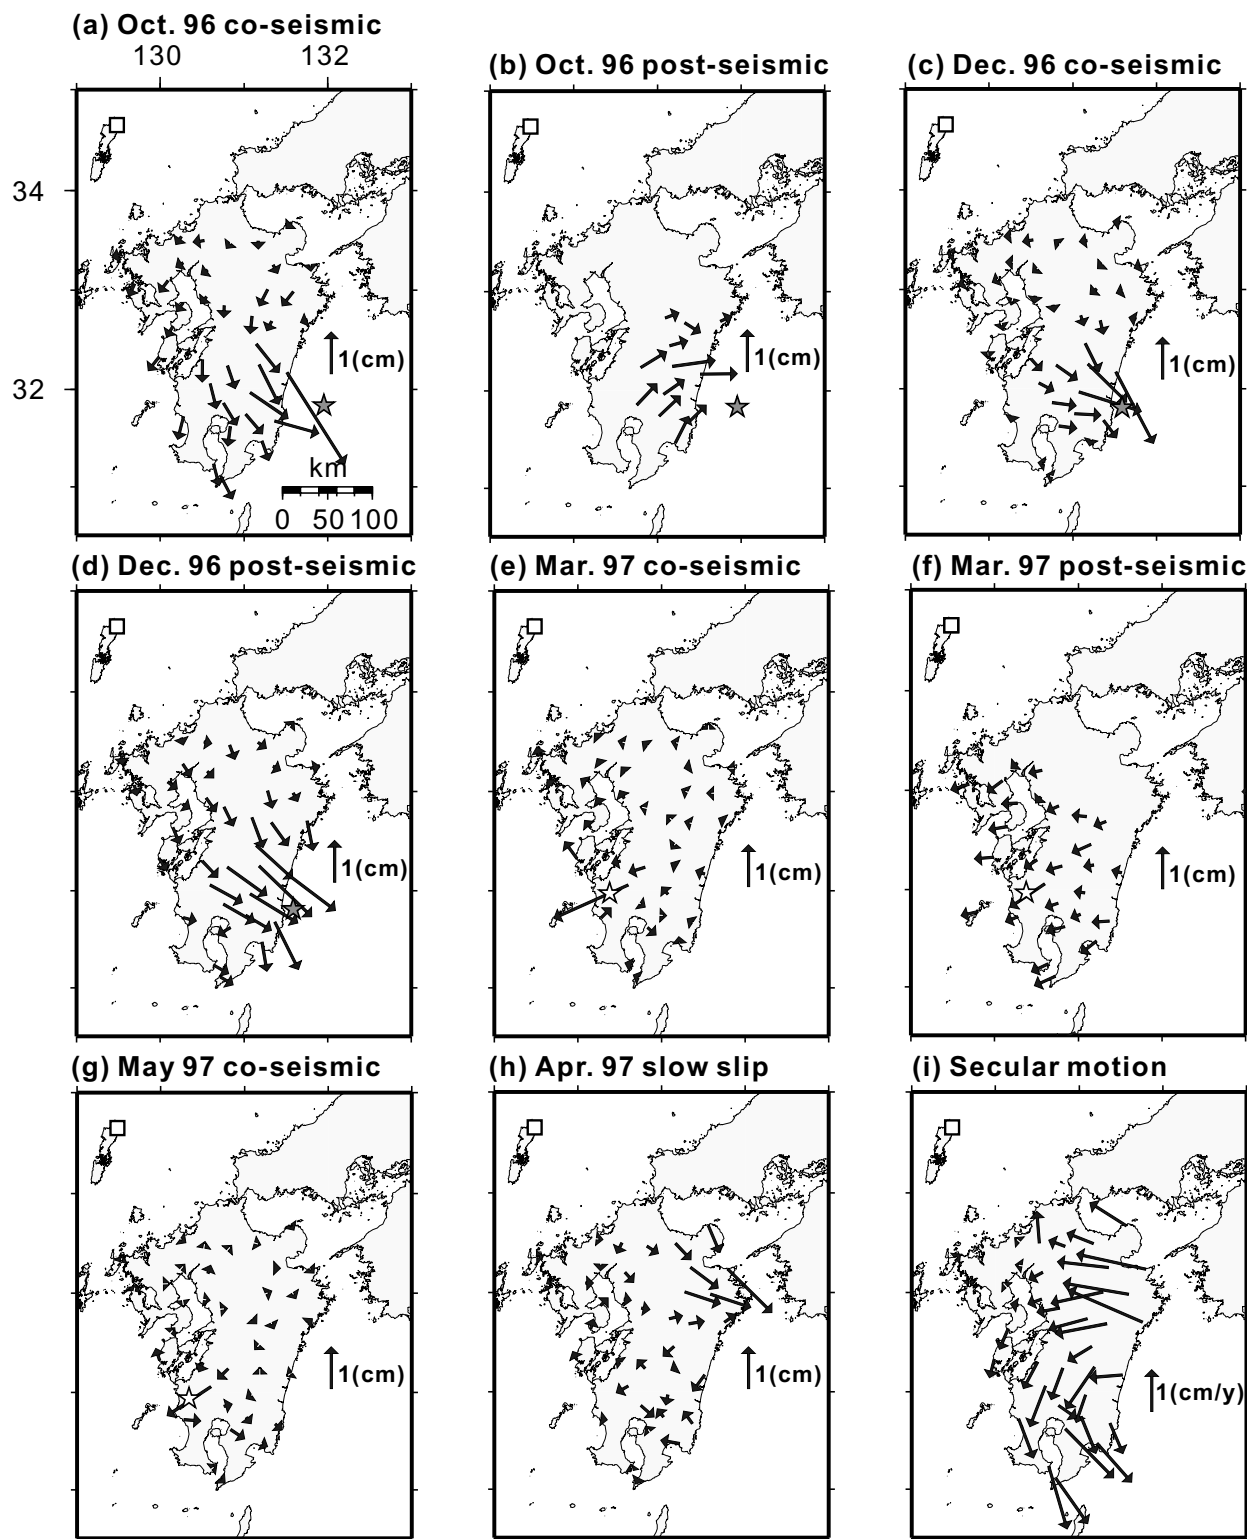 (a) Oct. 96 co-seismic
130 132
(b) Oct. 96 post-seismic
(c) Dec. 96 co-seismic
34
32
1(cm)
1(cm)
1(cm)
km
0 50 100
(d) Dec. 96 post-seismic
(e) Mar. 97 co-seismic
(f) Mar. 97 post-seismic
1(cm)
1(cm)
1(cm)
(g) May 97 co-seismic
(h) Apr. 97 slow slip
(i) Secular motion
1(cm)
1(cm)
1(cm/y)